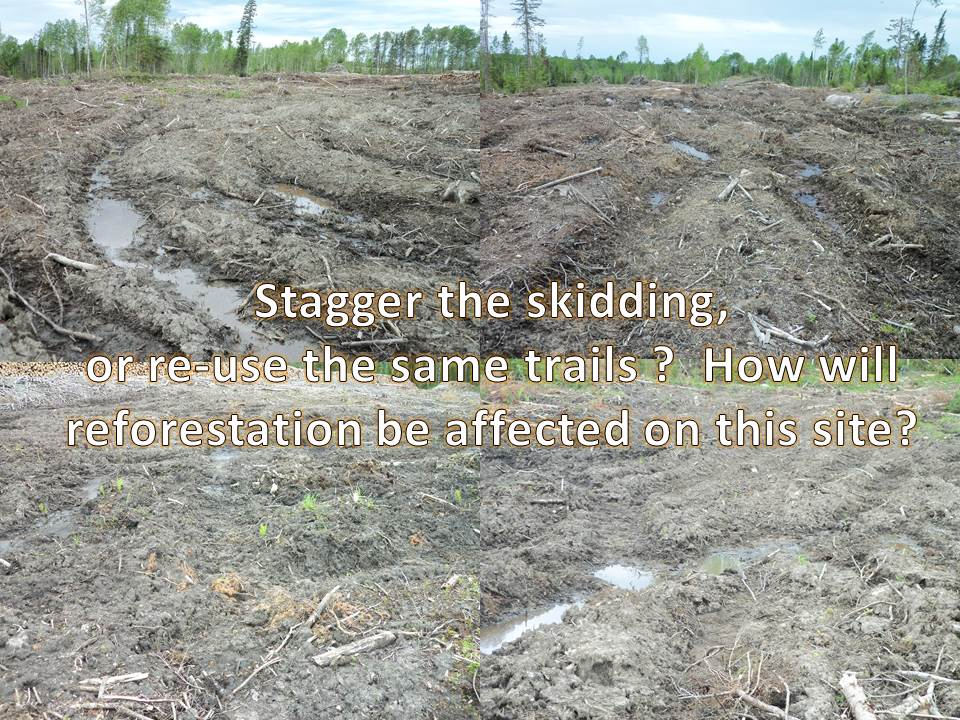 Stagger the skidding,
or re-use the same trails ?  How will
reforestation be affected on this site?